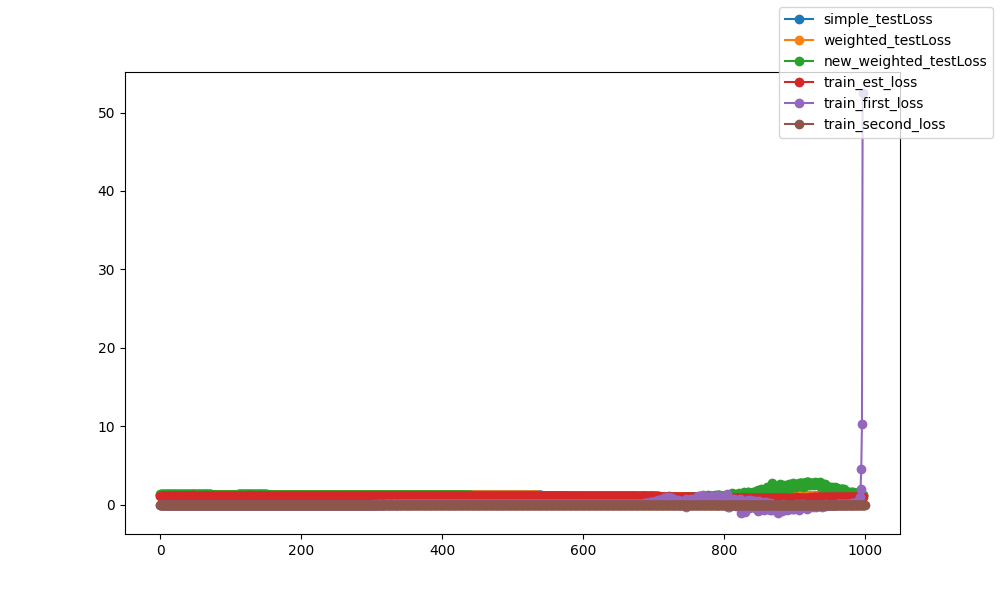 simple_testLoss
weighted_testLoss
new_weighted_testLoss
train_est_loss
train_first_loss
train_second_loss
50
40
30
20
10
0
0 200 400 600 800 1000